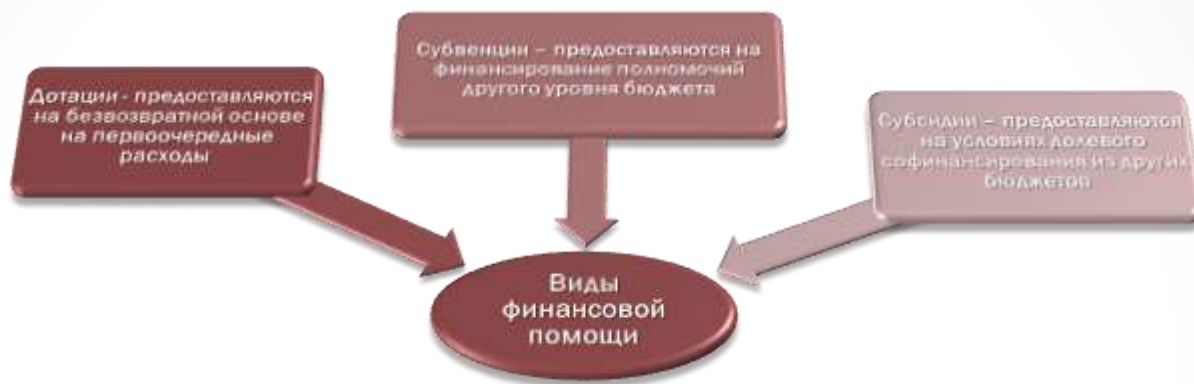 Дотации - предоставляются
на безвозвратной основе
на первоочередные
расходы
Субвенции – предоставляются на
финансирование полномочий
другого уровня бюджета
Субсидии – предоставляются
на условиях долевого
софинансирования из других
бюджетов
Виды
финансовой
помощи